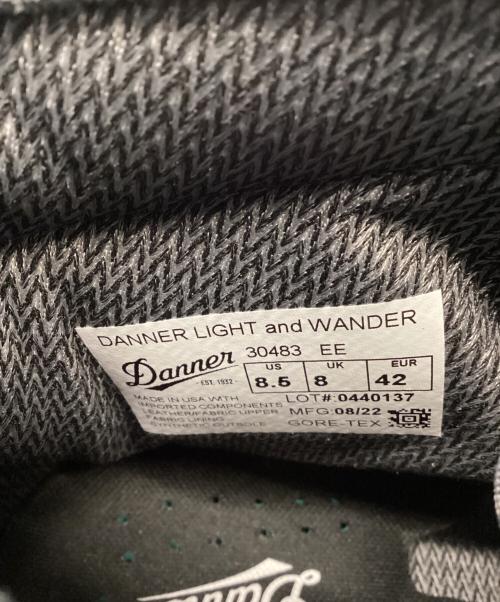 DANNER LIGHT and WANDER
Danner
- EST. 1932 -
30483 EE
US UK EUR
8.5 8 42
MADE IN USA WITH
IMPORTED COMPONENTS
LEATHER/FABRIC UPPER
FABRIC LINING
SYNTHETIC OUTSOLE
LOT#:0440137
MFG:08/22
GORE-TEX
Danner